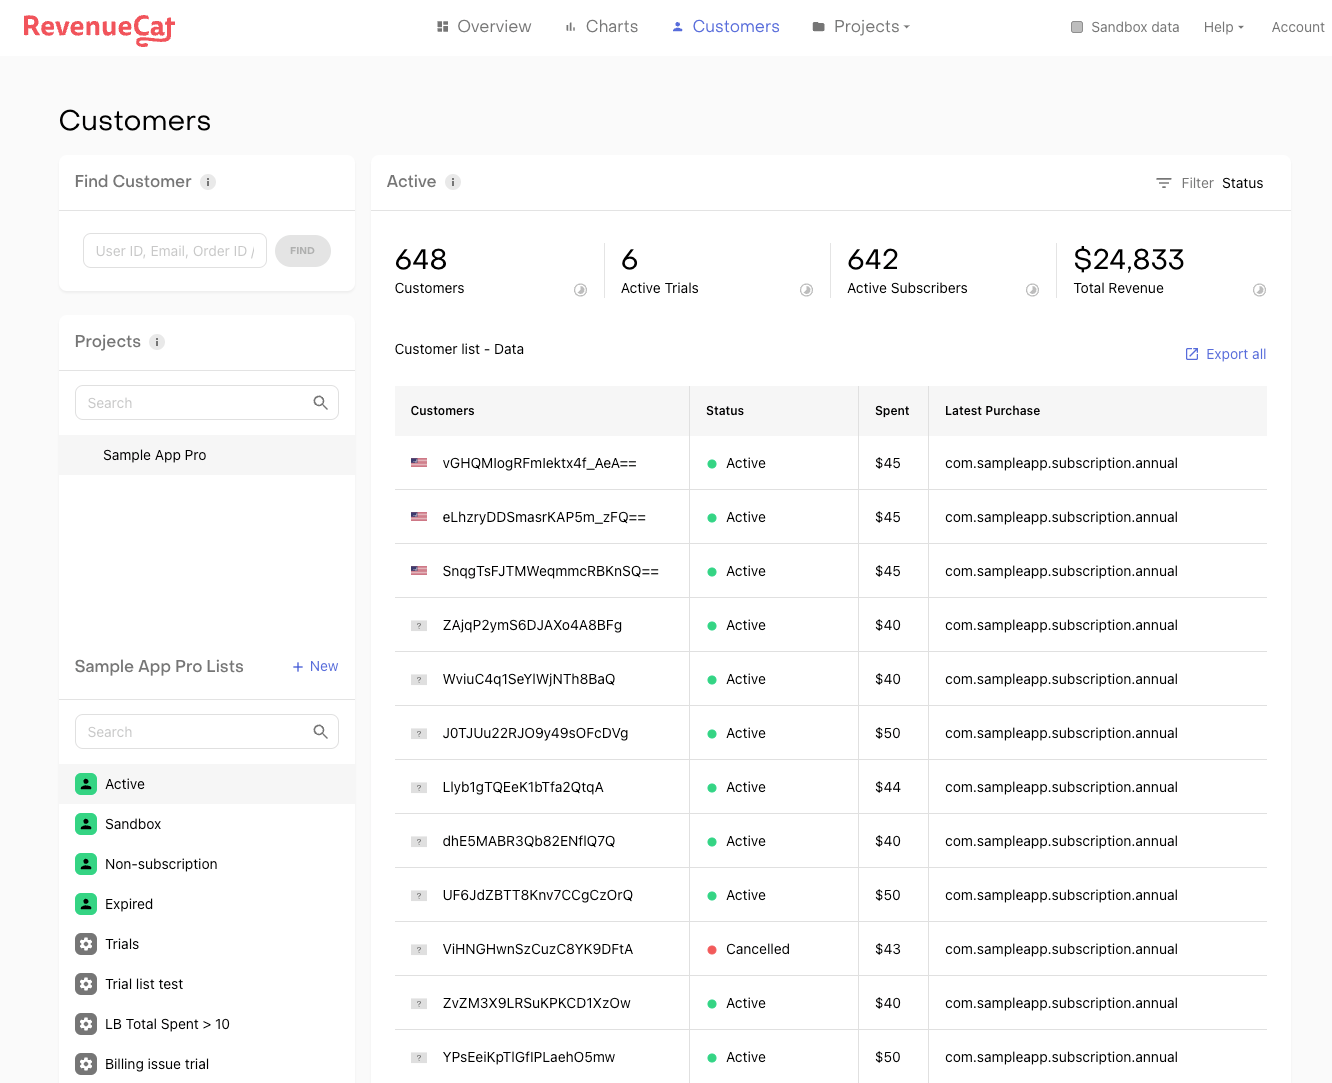 RevenueCat
Overview
Charts
Customers
Projects
Sandbox data
Help
Account
Customers
Find Customer
User ID, Email, Order ID /
FIND
Projects
Search
Sample App Pro
Sample App Pro Lists
+ New
Search
Active
Sandbox
Non-subscription
Expired
Trials
Trial list test
LB Total Spent > 10
Billing issue trial
Active
Filter Status
648
Customers
6
Active Trials
642
Active Subscribers
$24,833
Total Revenue
Customer list - Data
Export all
Customers Status Spent Latest Purchase
vGHQMIogRFmIektx4f_AeA== Active $45 com.sampleapp.subscription.annual
eLhzryDDSmasrKAP5m_zFQ== Active $45 com.sampleapp.subscription.annual
SnqgTsFJTMWeqmmcRBKnSQ== Active $45 com.sampleapp.subscription.annual
ZAjqP2ymS6DJAXo4A8BFg Active $40 com.sampleapp.subscription.annual
WviuC4q1SeYlWjNTh8BaQ Active $40 com.sampleapp.subscription.annual
J0TJUu22RJO9y49sOFcDVg Active $50 com.sampleapp.subscription.annual
LIyb1gTQEeK1bTfa2QtqA Active $44 com.sampleapp.subscription.annual
dhE5MABR3Qb82ENflQ7Q Active $40 com.sampleapp.subscription.annual
UF6JdZBTT8Knv7CCgCzOrQ Active $50 com.sampleapp.subscription.annual
ViHNGHwnSzCuzC8YK9DFtA Cancelled $43 com.sampleapp.subscription.annual
ZvZM3X9LRSuKPKCD1XzOw Active $40 com.sampleapp.subscription.annual
YPsEeiKpTlGfIPLaehO5mw Active $50 com.sampleapp.subscription.annual